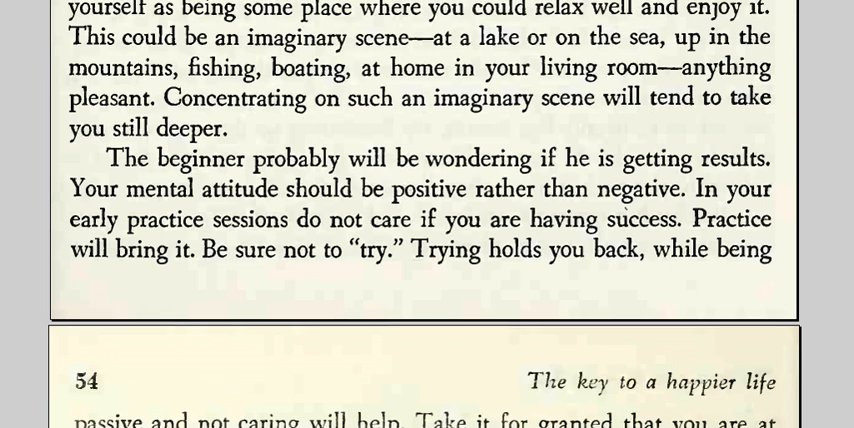 yourself as being some place where you could relax well and enjoy it.
This could be an imaginary scene—at a lake or on the sea, up in the
mountains, fishing, boating, at home in your living room—anything
pleasant. Concentrating on such an imaginary scene will tend to take
you still deeper.
The beginner probably will be wondering if he is getting results.
Your mental attitude should be positive rather than negative. In your
early practice sessions do not care if you are having success. Practice
will bring it. Be sure not to “try.” Trying holds you back, while being
54 The key to a happier life
passive and not caring will help. Take it for granted that you are at